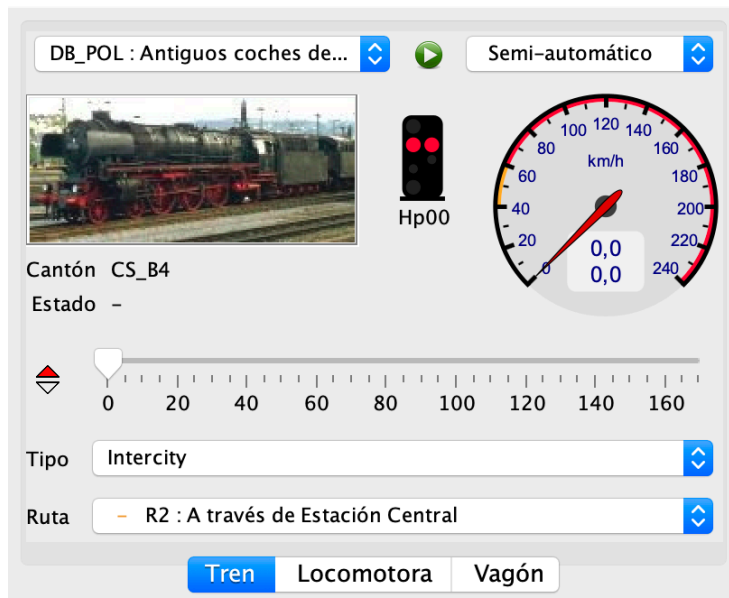 DB_POL : Antiguos coches de...
Semi-automático
Hp00
km/h
0
20
40
60
80
100
120
140
160
180
200
220
240
0,0
0,0
Cantón CS_B4
Estado –
0 20 40 60 80 100 120 140 160
Tipo Intercity
Ruta – R2 : A través de Estación Central
Tren Locomotora Vagón